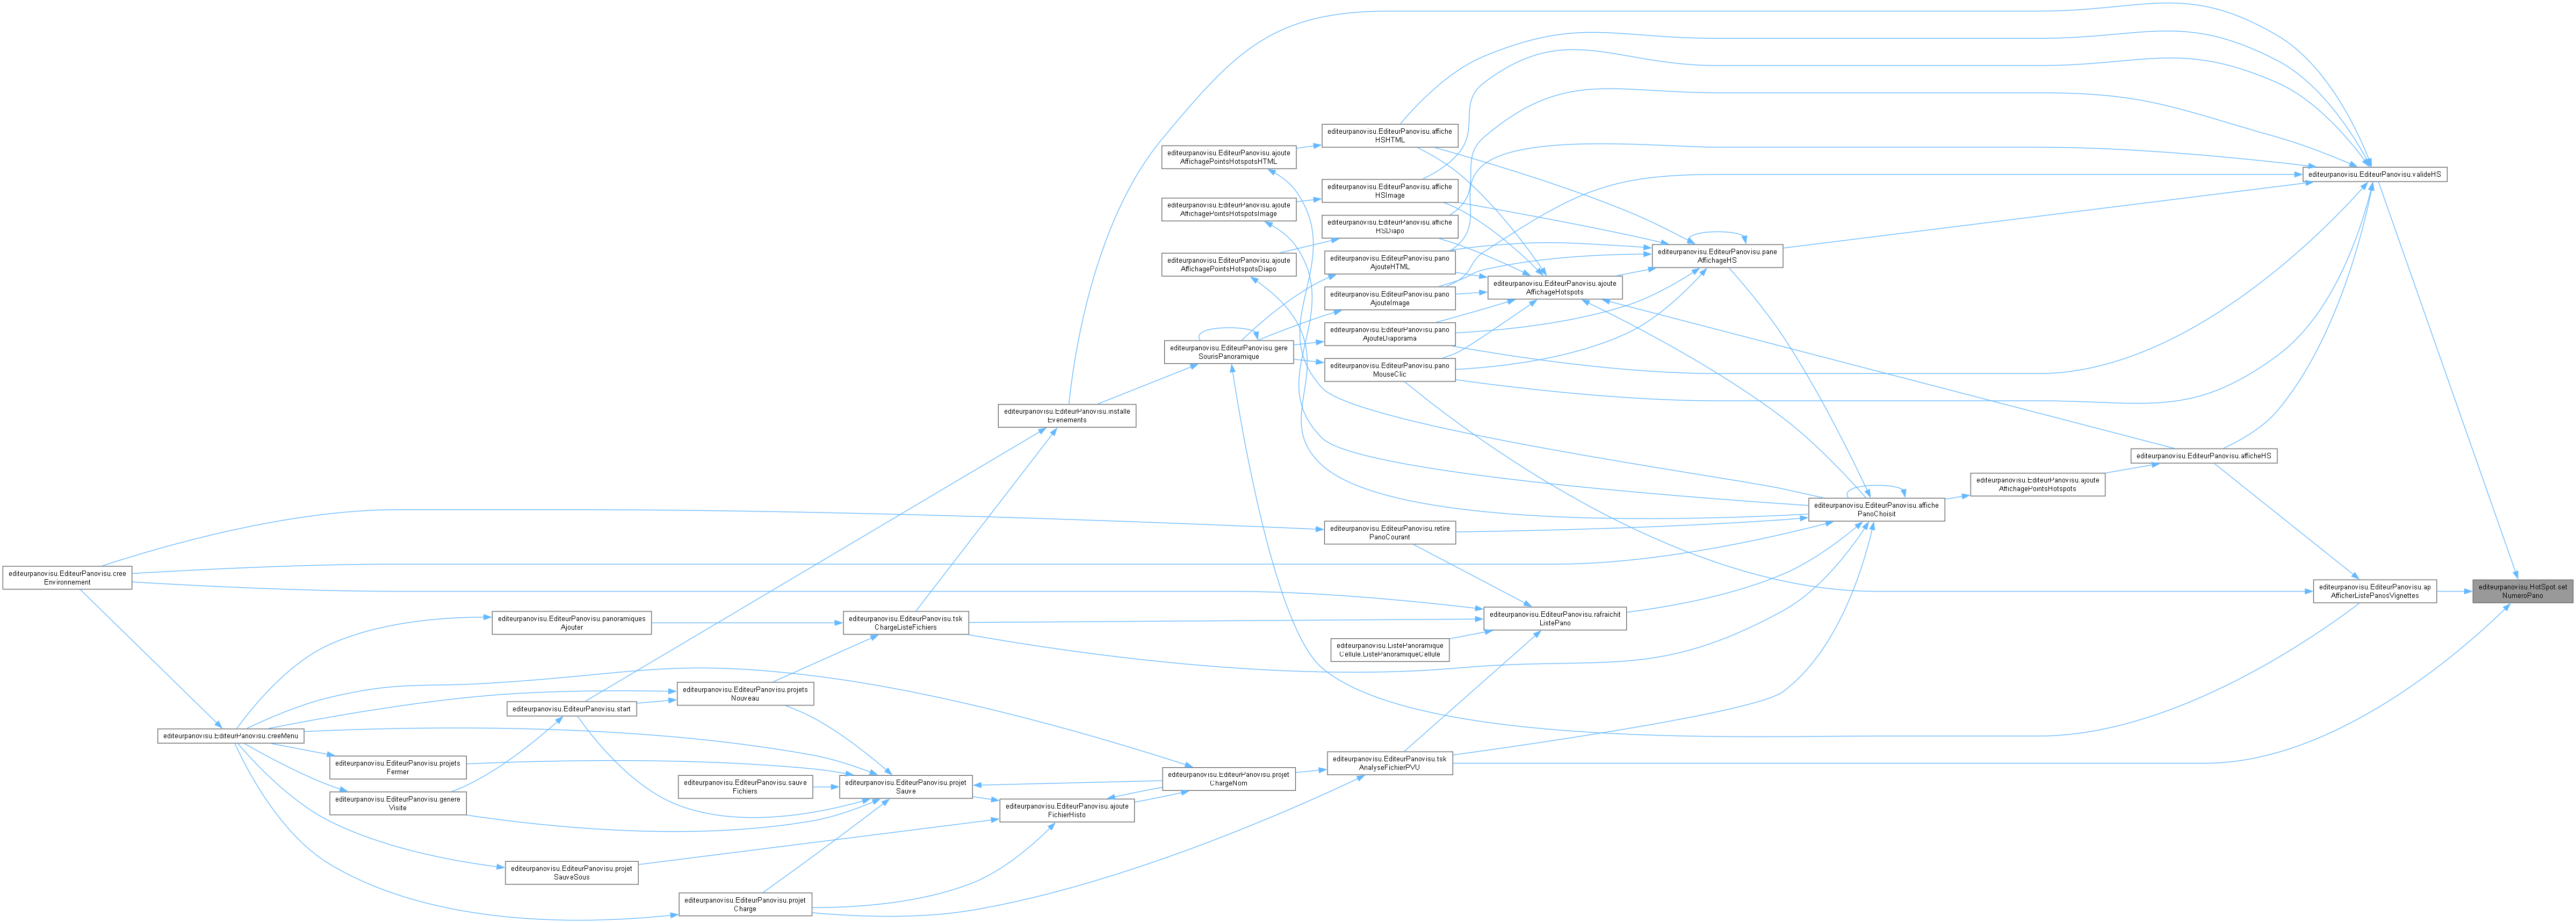 editeurpanovisu.EditeurPanovisu.affiche
HSHTML
editeurpanovisu.EditeurPanovisu.ajoute
AffichagePointsHotspotsHTML
editeurpanovisu.EditeurPanovisu.valideHS
editeurpanovisu.EditeurPanovisu.affiche
HSImage
editeurpanovisu.EditeurPanovisu.ajoute
AffichagePointsHotspotsImage
editeurpanovisu.EditeurPanovisu.affiche
HSDiapo
editeurpanovisu.EditeurPanovisu.pane
AffichageHS
editeurpanovisu.EditeurPanovisu.ajoute
AffichagePointsHotspotsDiapo
editeurpanovisu.EditeurPanovisu.pano
AjouteHTML
editeurpanovisu.EditeurPanovisu.ajoute
AffichageHotspots
editeurpanovisu.EditeurPanovisu.pano
AjouteImage
editeurpanovisu.EditeurPanovisu.pano
AjouteDiaporama
editeurpanovisu.EditeurPanovisu.gere
SourisPanoramique
editeurpanovisu.EditeurPanovisu.pano
MouseClic
editeurpanovisu.EditeurPanovisu.installe
Evenements
editeurpanovisu.EditeurPanovisu.afficheHS
editeurpanovisu.EditeurPanovisu.ajoute
AffichagePointsHotspots
editeurpanovisu.EditeurPanovisu.affiche
PanoChoisit
editeurpanovisu.EditeurPanovisu.retire
PanoCourant
editeurpanovisu.EditeurPanovisu.cree
Environnement
editeurpanovisu.EditeurPanovisu.ap
AfficherListePanosVignettes
editeurpanovisu.HotSpot.set
NumeroPano
editeurpanovisu.EditeurPanovisu.panoramiques
Ajouter
editeurpanovisu.EditeurPanovisu.tsk
ChargeListeFichiers
editeurpanovisu.EditeurPanovisu.rafraichit
ListePano
editeurpanovisu.ListePanoramique
Cellule.ListePanoramiqueCellule
editeurpanovisu.EditeurPanovisu.projets
Nouveau
editeurpanovisu.EditeurPanovisu.start
editeurpanovisu.EditeurPanovisu.creeMenu
editeurpanovisu.EditeurPanovisu.projets
Fermer
editeurpanovisu.EditeurPanovisu.tsk
AnalyseFichierPVU
editeurpanovisu.EditeurPanovisu.projet
ChargeNom
editeurpanovisu.EditeurPanovisu.sauve
Fichiers
editeurpanovisu.EditeurPanovisu.projet
Sauve
editeurpanovisu.EditeurPanovisu.genere
Visite
editeurpanovisu.EditeurPanovisu.ajoute
FichierHisto
editeurpanovisu.EditeurPanovisu.projet
SauveSous
editeurpanovisu.EditeurPanovisu.projet
Charge